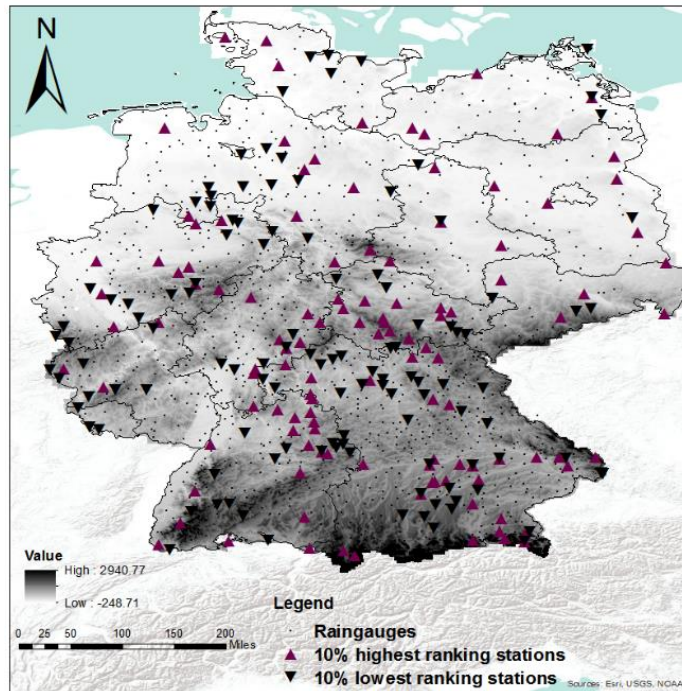 N
Value
High : 2940.77
Low : -248.71
0 25 50 100 150 200
Miles
Legend
Raingauges
10% highest ranking stations
10% lowest ranking stations
Sources: Esri, USGS, NOAA